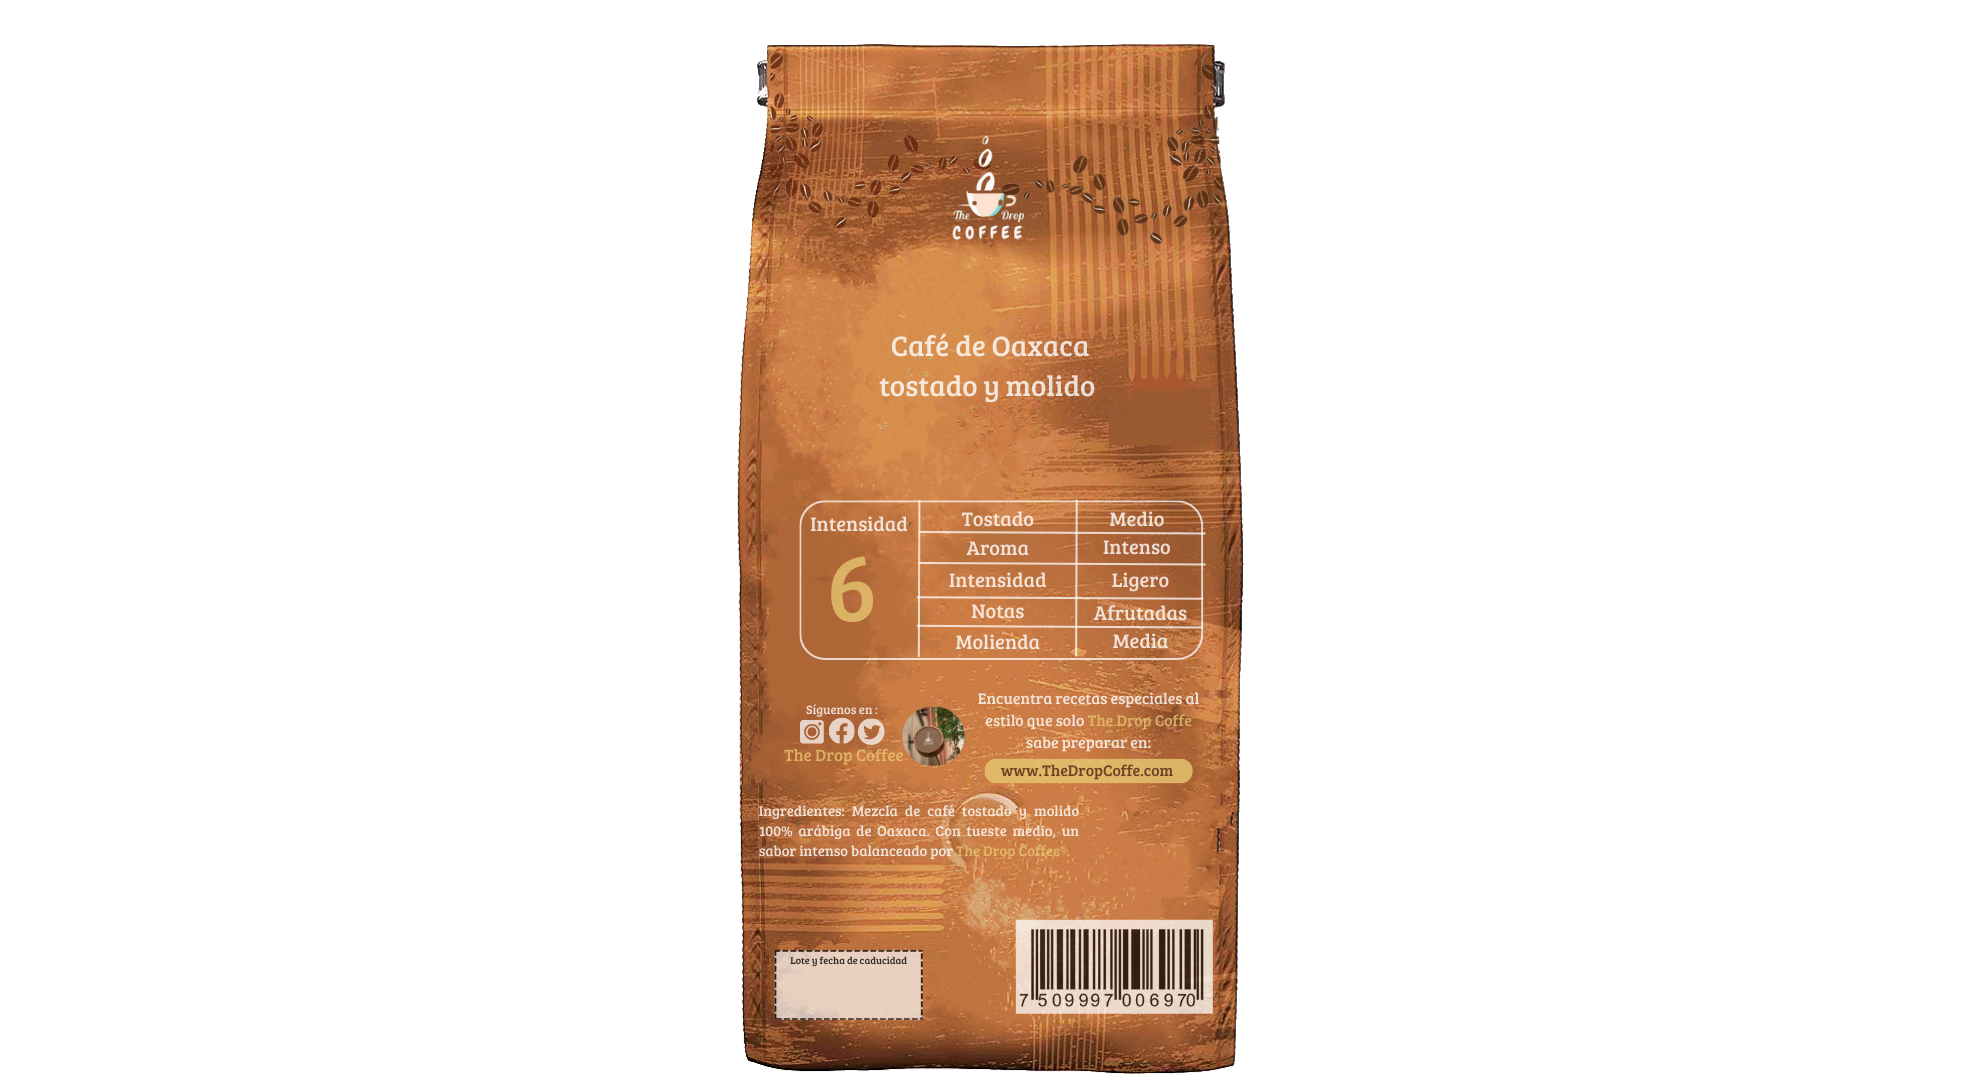 The Drop
COFFEE
Café de Oaxaca
tostado y molido
Intensidad
6
Tostado Medio
Aroma Intenso
Intensidad Ligero
Notas Afrutadas
Molienda Media
Síguenos en :
The Drop Coffee
Encuentra recetas especiales al
estilo que solo The Drop Coffe
sabe preparar en:
www.TheDropCoffe.com
Ingredientes: Mezcla de café tostado y molido
100% arábiga de Oaxaca. Con tueste medio, un
sabor intenso balanceado por The Drop Coffee®.
Lote y fecha de caducidad
7 509997 006970